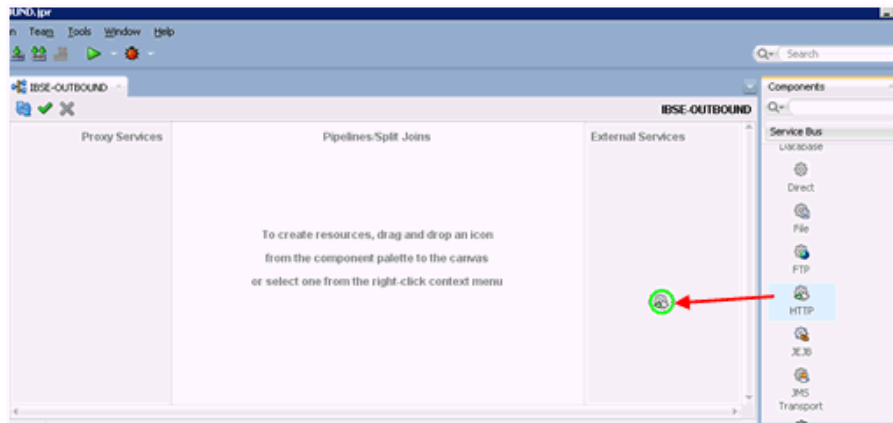 UND.jpr
n Team Tools Window Help
Search
IBSE-OUTBOUND
Components
IBSE-OUTBOUND
Service Bus
Proxy Services
Pipelines/Split Joins
External Services
Database
Direct
File
FTP
HTTP
EJB
JMS
Transport
To create resources, drag and drop an icon
from the component palette to the canvas
or select one from the right-click context menu